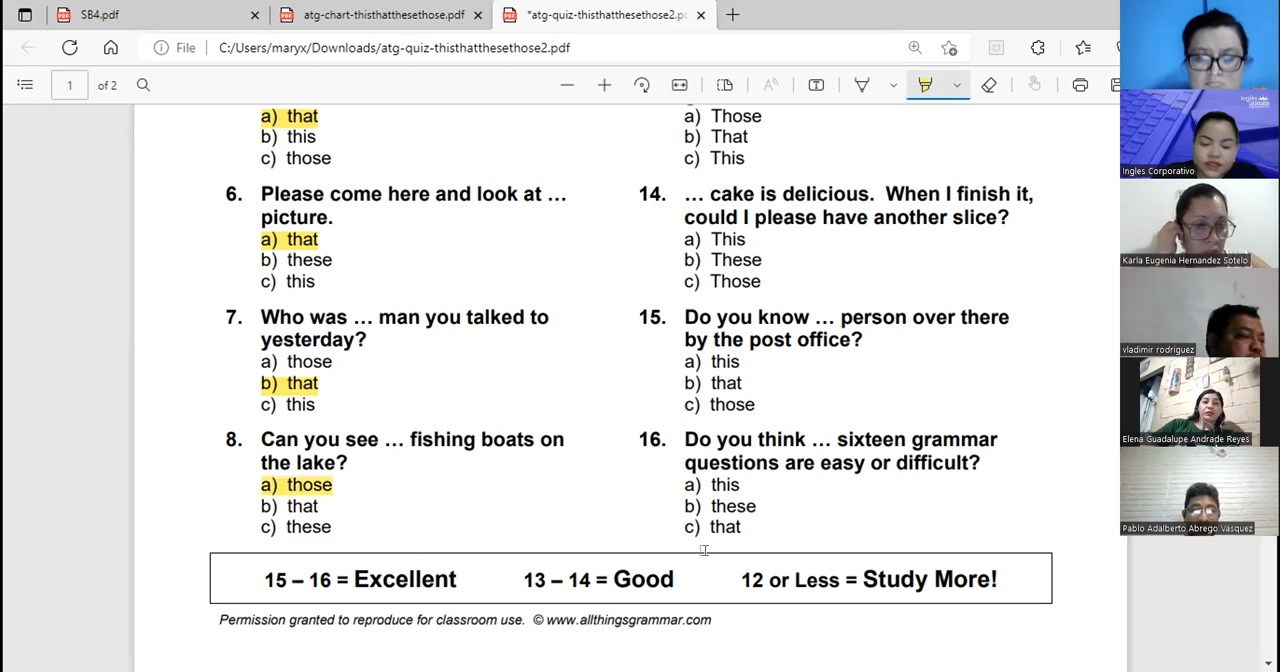 SB4.pdf
atg-chart-thisthatthesethose.pdf
*atg-quiz-thisthatthesethose2.p
File C:/Users/maryx/Downloads/atg-quiz-thisthatthesethose2.pdf
1 of 2
a) that
b) this
c) those
6. Please come here and look at …
picture.
a) that
b) these
c) this
7. Who was … man you talked to
yesterday?
a) those
b) that
c) this
8. Can you see … fishing boats on
the lake?
a) those
b) that
c) these
a) Those
b) That
c) This
14. … cake is delicious. When I finish it,
could I please have another slice?
a) This
b) These
c) Those
15. Do you know … person over there
by the post office?
a) this
b) that
c) those
16. Do you think … sixteen grammar
questions are easy or difficult?
a) this
b) these
c) that
15 – 16 = Excellent 13 – 14 = Good 12 or Less = Study More!
Permission granted to reproduce for classroom use. © www.allthingsgrammar.com
Ingles Corporativo
Karla Eugenia Hernandez Sotelo
vladimir rodriguez
Elena Guadalupe Andrade Reyes
Pablo Adalberto Abrego Vásquez